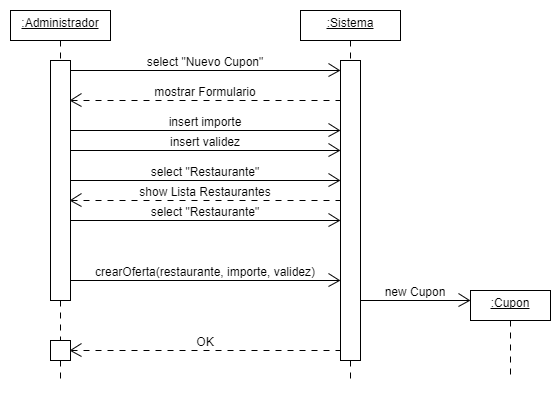 :Administrador
:Sistema
select "Nuevo Cupon"
mostrar Formulario
insert importe
insert validez
select "Restaurante"
show Lista Restaurantes
select "Restaurante"
crearOferta(restaurante, importe, validez)
new Cupon
:Cupon
OK